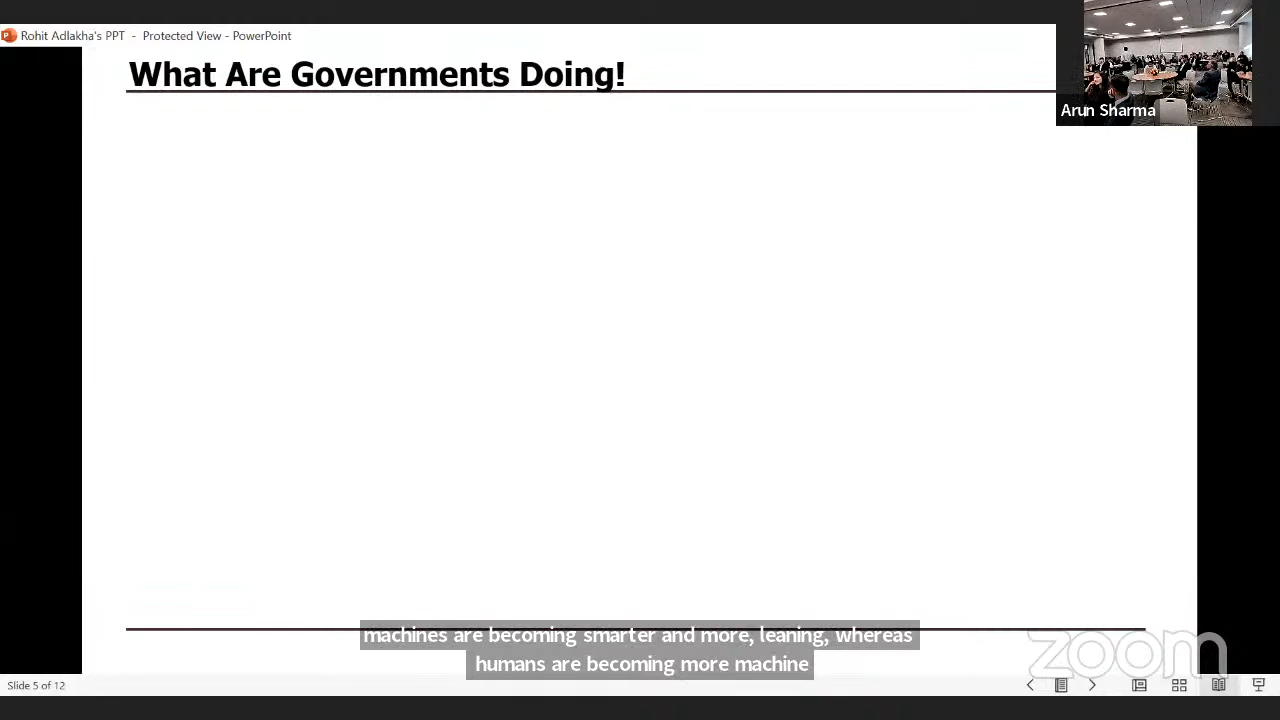 Rohit Adlakha's PPT - Protected View - PowerPoint
What Are Governments Doing!
Arun Sharma
machines are becoming smarter and more, leaning, whereas
humans are becoming more machine
zoom
Slide 5 of 12